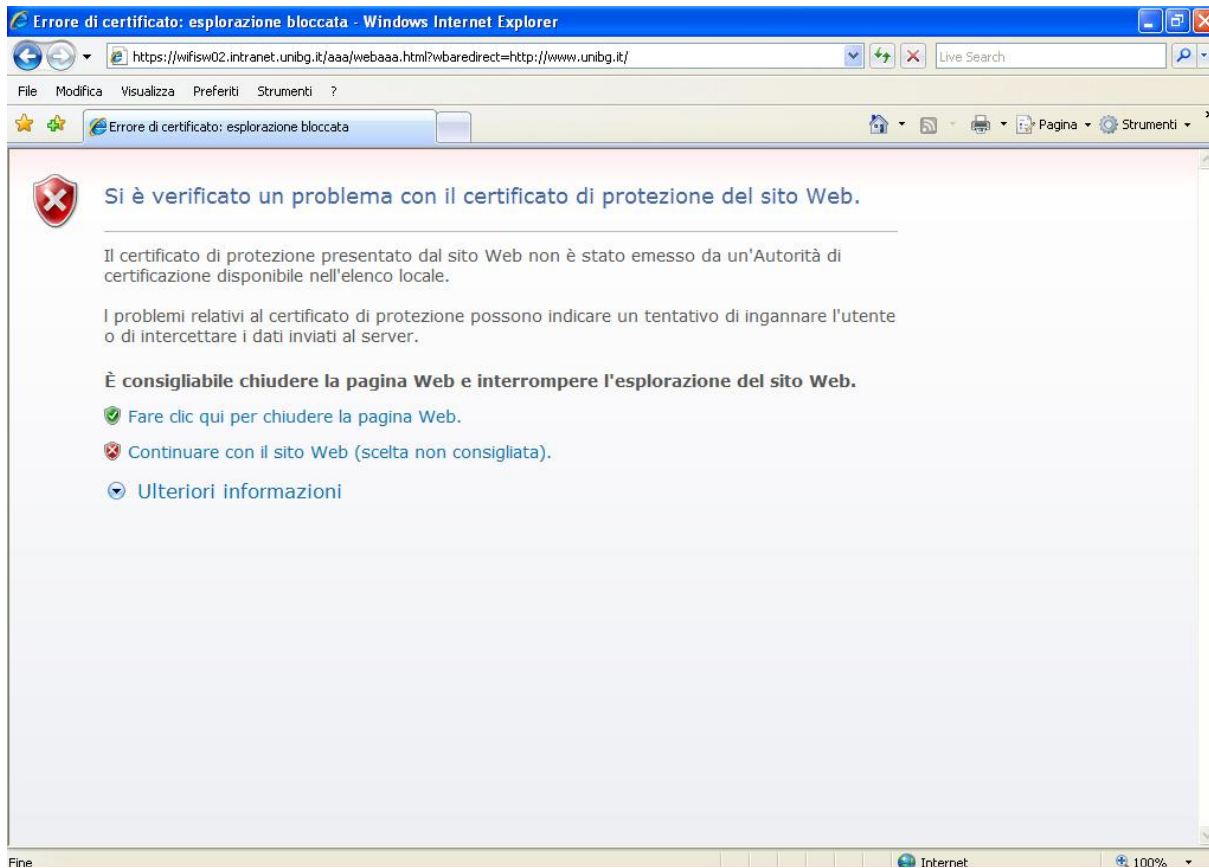 Errore di certificato: esplorazione bloccata - Windows Internet Explorer
https://wifisw02.intranet.unibg.it/aaa/webaaa.html?wbaredirect=http://www.unibg.it/
Live Search
File Modifica Visualizza Preferiti Strumenti ?
Errore di certificato: esplorazione bloccata
Pagina
Strumenti
Si è verificato un problema con il certificato di protezione del sito Web.
Il certificato di protezione presentato dal sito Web non è stato emesso da un'Autorità di
certificazione disponibile nell'elenco locale.
I problemi relativi al certificato di protezione possono indicare un tentativo di ingannare l'utente
o di intercettare i dati inviati al server.
È consigliabile chiudere la pagina Web e interrompere l'esplorazione del sito Web.
Fare clic qui per chiudere la pagina Web.
Continuare con il sito Web (scelta non consigliata).
Ulteriori informazioni
Fine
Internet
100%